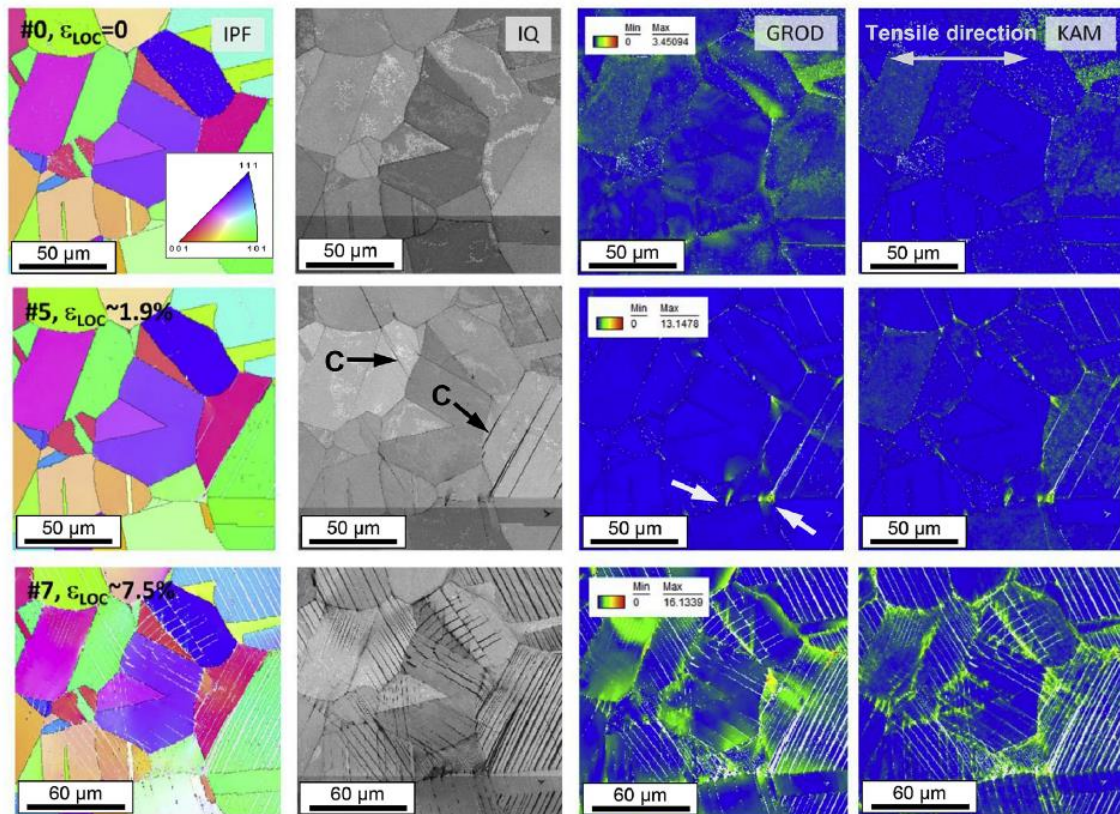 #0, εLOC=0
IPF
IQ
Min Max
0 3.45094
GROD
Tensile direction
KAM
111
001 101
50 µm
50 µm
50 µm
50 µm
#5, εLOC~1.9%
C
C
Min Max
0 13.1478
50 µm
50 µm
50 µm
50 µm
#7, εLOC~7.5%
Min Max
0 16.1339
60 µm
60 µm
60 µm
60 µm